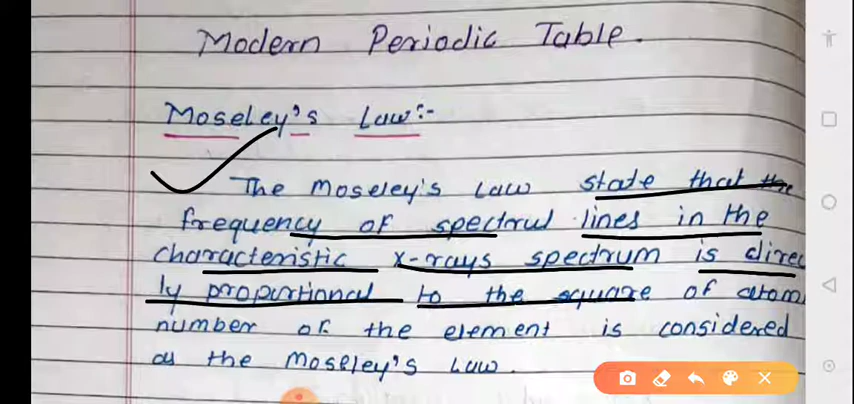 Modern Periodic Table.
Moseley's Law:-
The Moseley's Law state that the
frequency of spectrul lines in the
characteristic x-rays spectrum is direc
ly proportional to the square of atom
number of the element is considered
as the Moseley's Law.